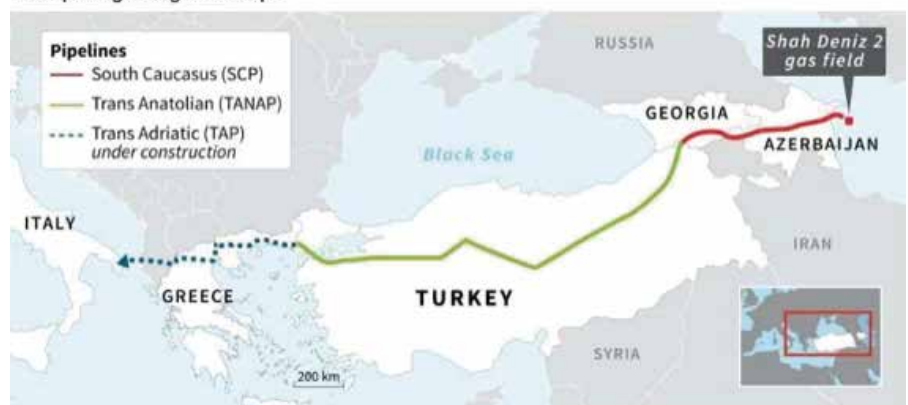 Pipelines
South Caucasus (SCP)
Trans Anatolian (TANAP)
Trans Adriatic (TAP)
under construction
RUSSIA
Shah Deniz 2
gas field
GEORGIA
AZERBAIJAN
Black Sea
ITALY
IRAN
GREECE
TURKEY
SYRIA
200 km